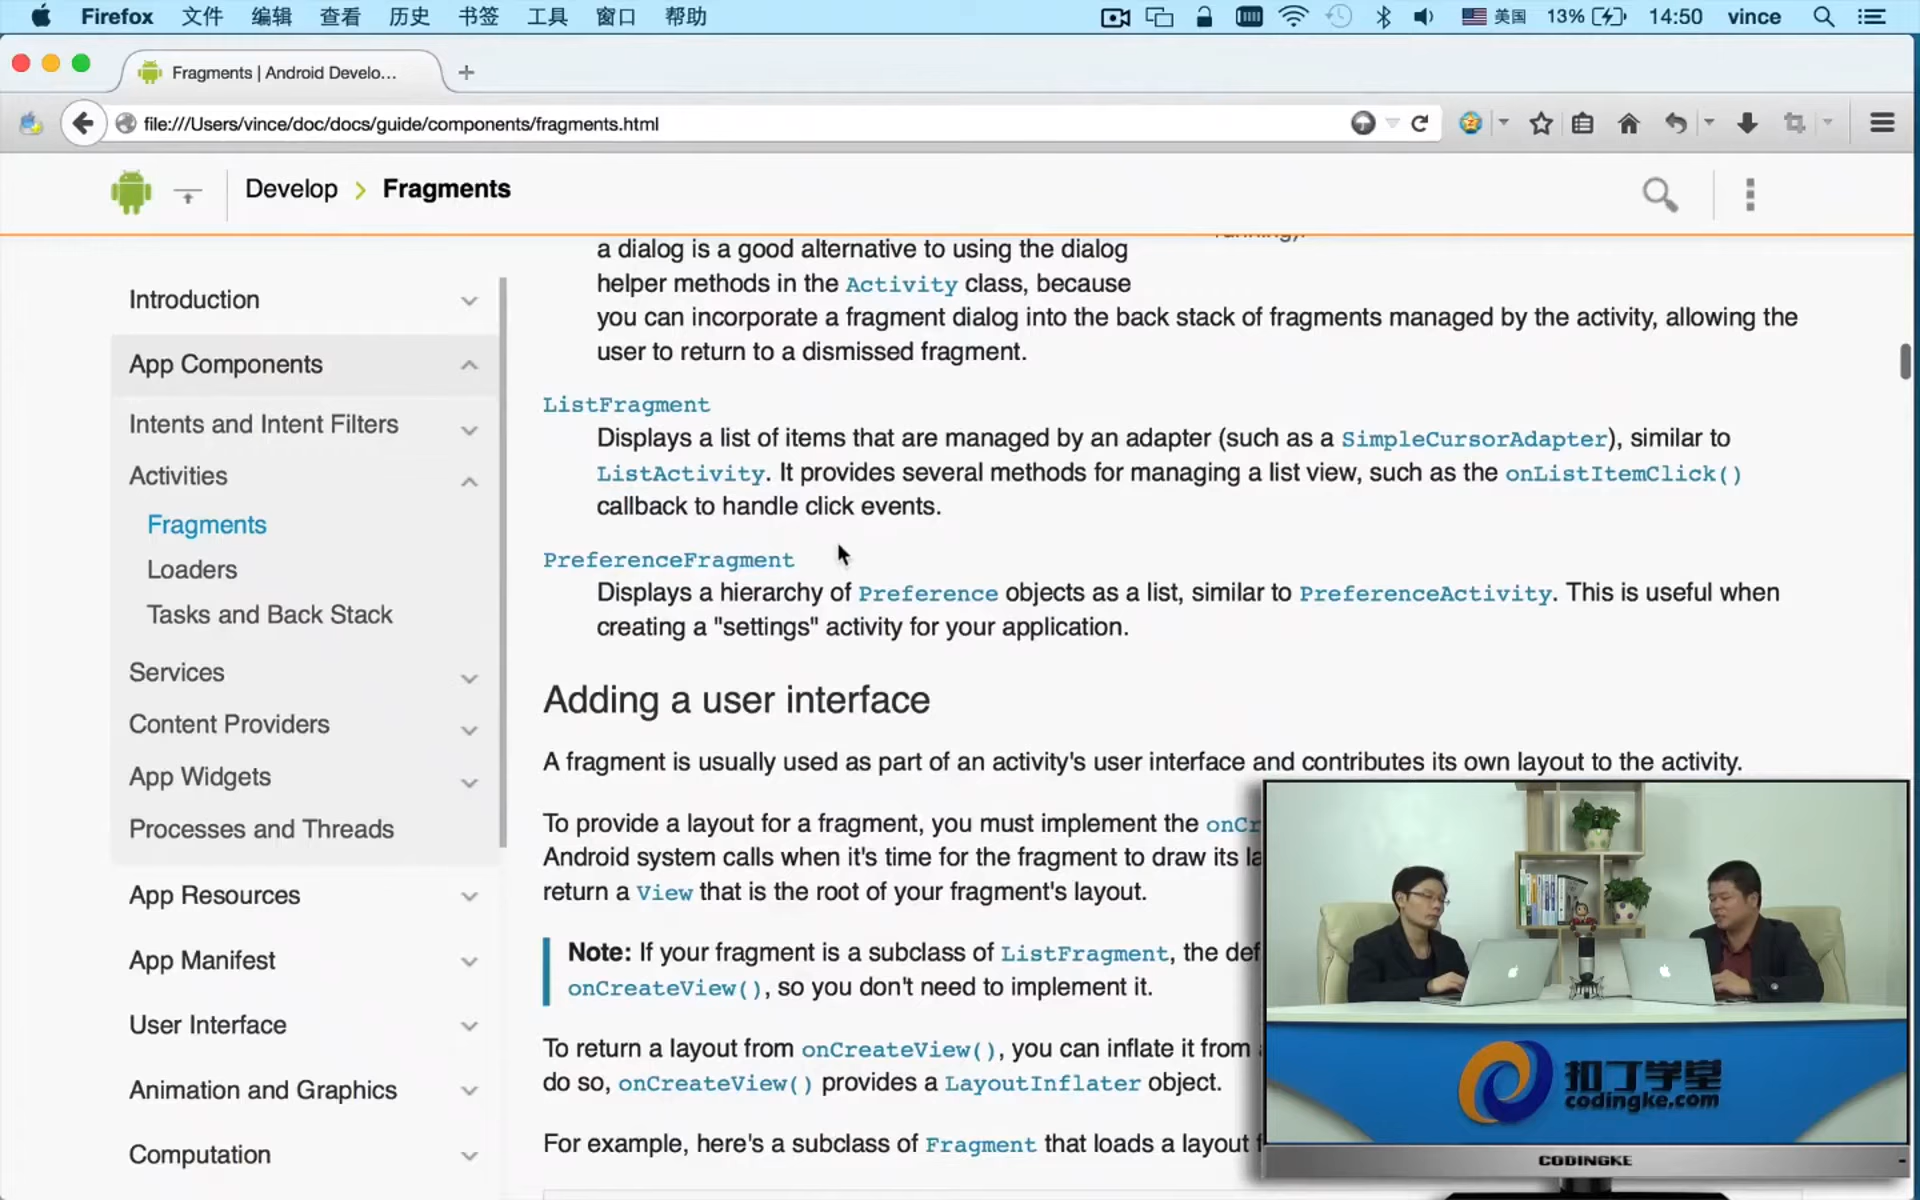 Firefox 文件 编辑 查看 历史 书签 工具 窗口 帮助 美国 13% 14:50 vince
Fragments | Android Develo...
file:///Users/vince/doc/docs/guide/components/fragments.html
Develop > Fragments
Introduction
App Components
Intents and Intent Filters
Activities
Fragments
Loaders
Tasks and Back Stack
Services
Content Providers
App Widgets
Processes and Threads
App Resources
App Manifest
User Interface
Animation and Graphics
Computation
running).
a dialog is a good alternative to using the dialog
helper methods in the Activity class, because
you can incorporate a fragment dialog into the back stack of fragments managed by the activity, allowing the
user to return to a dismissed fragment.
ListFragment
Displays a list of items that are managed by an adapter (such as a SimpleCursorAdapter), similar to
ListActivity. It provides several methods for managing a list view, such as the onListItemClick()
callback to handle click events.
PreferenceFragment
Displays a hierarchy of Preference objects as a list, similar to PreferenceActivity. This is useful when
creating a "settings" activity for your application.
Adding a user interface
A fragment is usually used as part of an activity's user interface and contributes its own layout to the activity.
To provide a layout for a fragment, you must implement the onCr
Android system calls when it's time for the fragment to draw its la
return a View that is the root of your fragment's layout.
Note: If your fragment is a subclass of ListFragment, the def
onCreateView(), so you don't need to implement it.
To return a layout from onCreateView(), you can inflate it from
do so, onCreateView() provides a LayoutInflater object.
For example, here's a subclass of Fragment that loads a layout f
扣丁学堂
codingke.com
CODINGKE